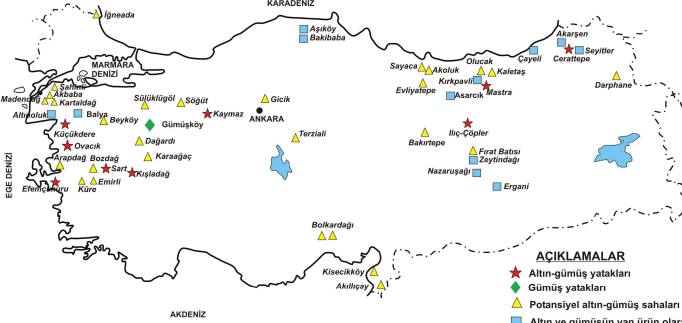 KARADENİZ
İğneada
Aşıköy
Bakibaba
Akarşen
Seyitler
Çayeli
Cerattepe
MARMARA
DENİZİ
Sayaca
Akoluk
Olucak
Kaletaş
Kırkpavli
Evliyatepe
Mastra
Asarcık
Darphane
Şahinli
Akbaba
Madendağ
Kartaldağ
Altınoluk
Balya
Sülüklügöl
Söğüt
Gicik
Kaymaz
ANKARA
Beyköy
Gümüşköy
Küçükdere
Terziali
Ilıç-Çöpler
Bakırtepe
Ovacık
Dağardı
Karaağaç
Fırat Batısı
Zeytindağı
EGE DENİZİ
Arapdağ
Bozdağ
Sart
Kışladağ
Nazaruşağı
Ergani
Efemçukuru
Küre
Emirli
Bolkardağı
Kisecikköy
Akıllıçay
AKDENİZ
AÇIKLAMALAR
Altın-gümüş yatakları
Gümüş yatakları
Potansiyel altın-gümüş sahaları
Altın ve gümüşün yan ürün olar